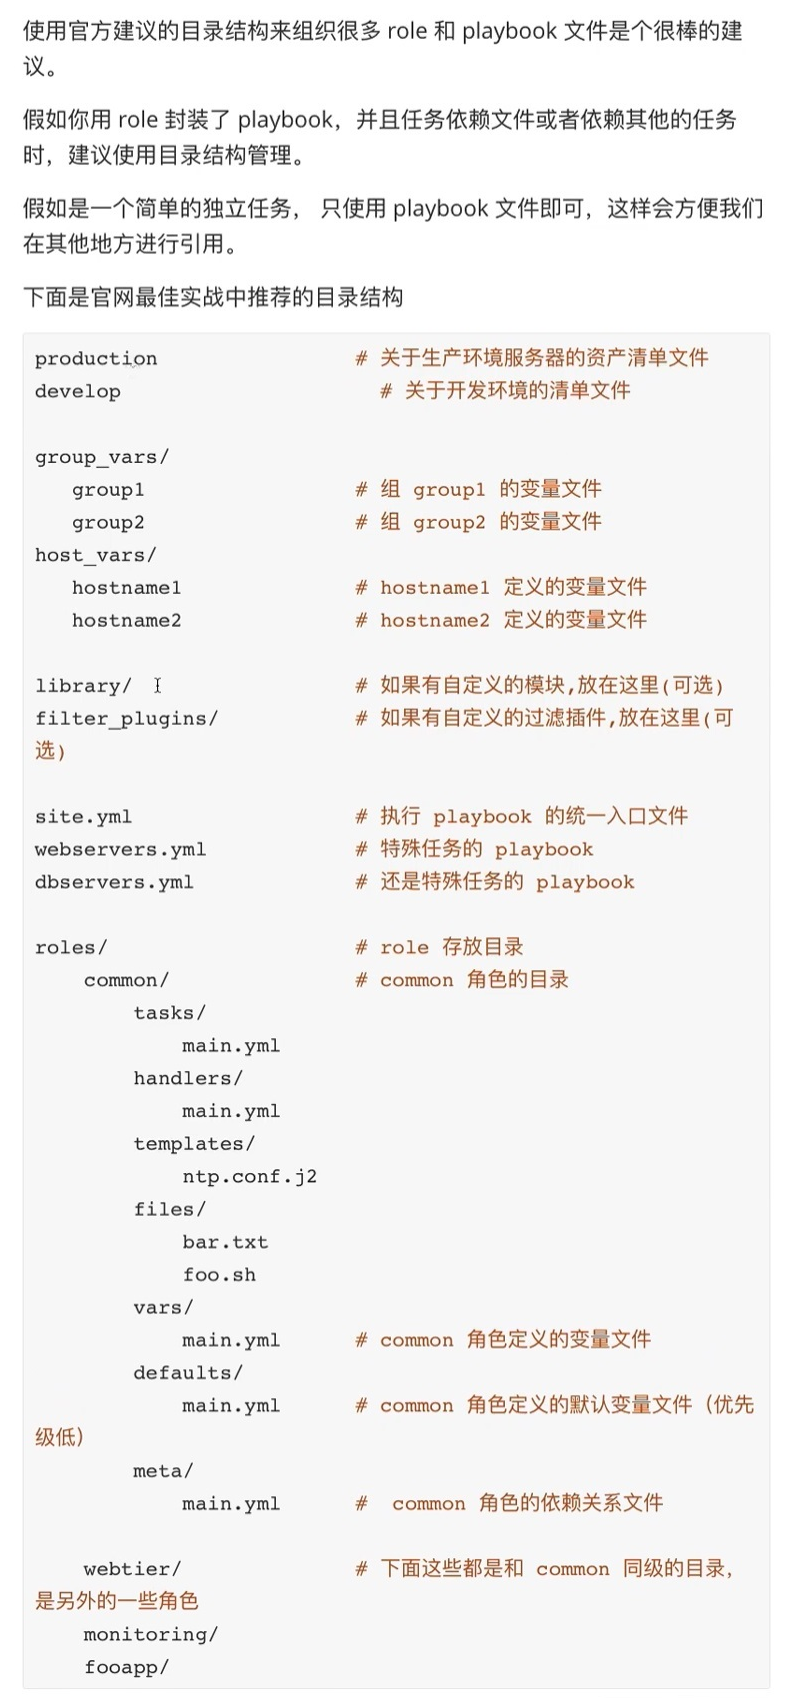 使用官方建议的目录结构来组织很多 role 和 playbook 文件是个很棒的建
议。
假如你用 role 封装了 playbook，并且任务依赖文件或者依赖其他的任务
时，建议使用目录结构管理。
假如是一个简单的独立任务， 只使用 playbook 文件即可，这样会方便我们
在其他地方进行引用。
下面是官网最佳实战中推荐的目录结构
production # 关于生产环境服务器的资产清单文件
develop # 关于开发环境的清单文件
group_vars/
group1 # 组 group1 的变量文件
group2 # 组 group2 的变量文件
host_vars/
hostname1 # hostname1 定义的变量文件
hostname2 # hostname2 定义的变量文件
library/ # 如果有自定义的模块,放在这里(可选)
filter_plugins/ # 如果有自定义的过滤插件,放在这里(可
选)
site.yml # 执行 playbook 的统一入口文件
webservers.yml # 特殊任务的 playbook
dbservers.yml # 还是特殊任务的 playbook
roles/ # role 存放目录
common/ # common 角色的目录
tasks/
main.yml
handlers/
main.yml
templates/
ntp.conf.j2
files/
bar.txt
foo.sh
vars/
main.yml # common 角色定义的变量文件
defaults/
main.yml # common 角色定义的默认变量文件（优先
级低）
meta/
main.yml # common 角色的依赖关系文件
webtier/ # 下面这些都是和 common 同级的目录，
是另外的一些角色
monitoring/
fooapp/